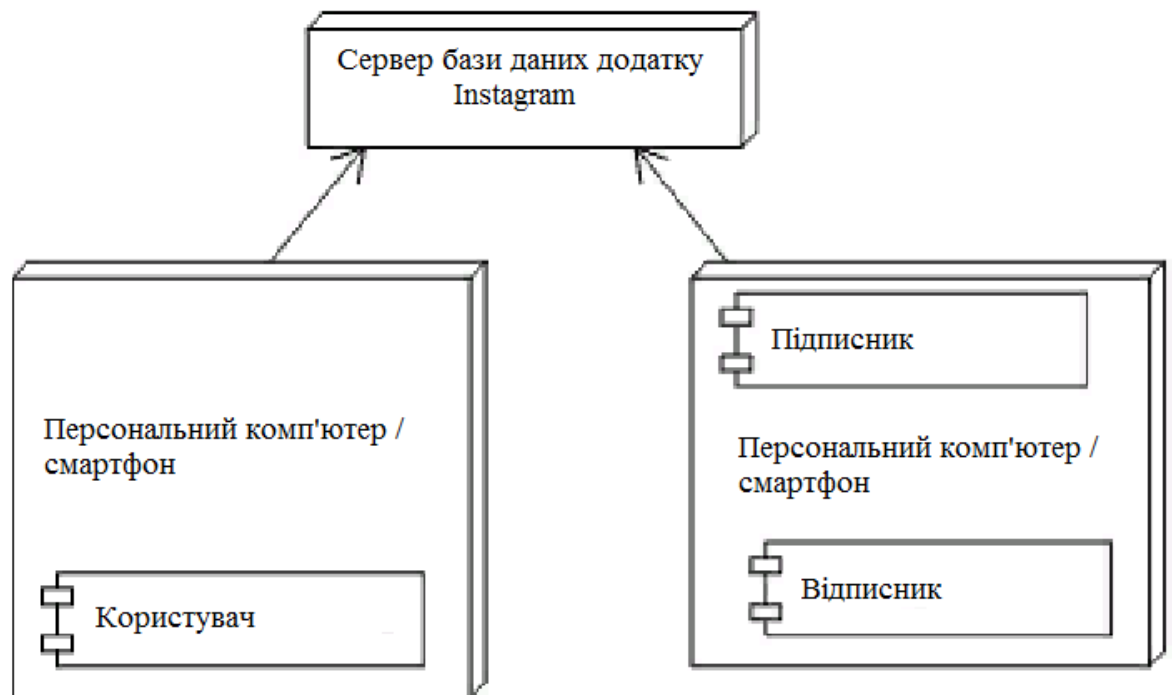 Сервер бази даних додатку
Instagram
Персональний комп'ютер /
смартфон
Користувач
Підписник
Персональний комп'ютер /
смартфон
Відписник